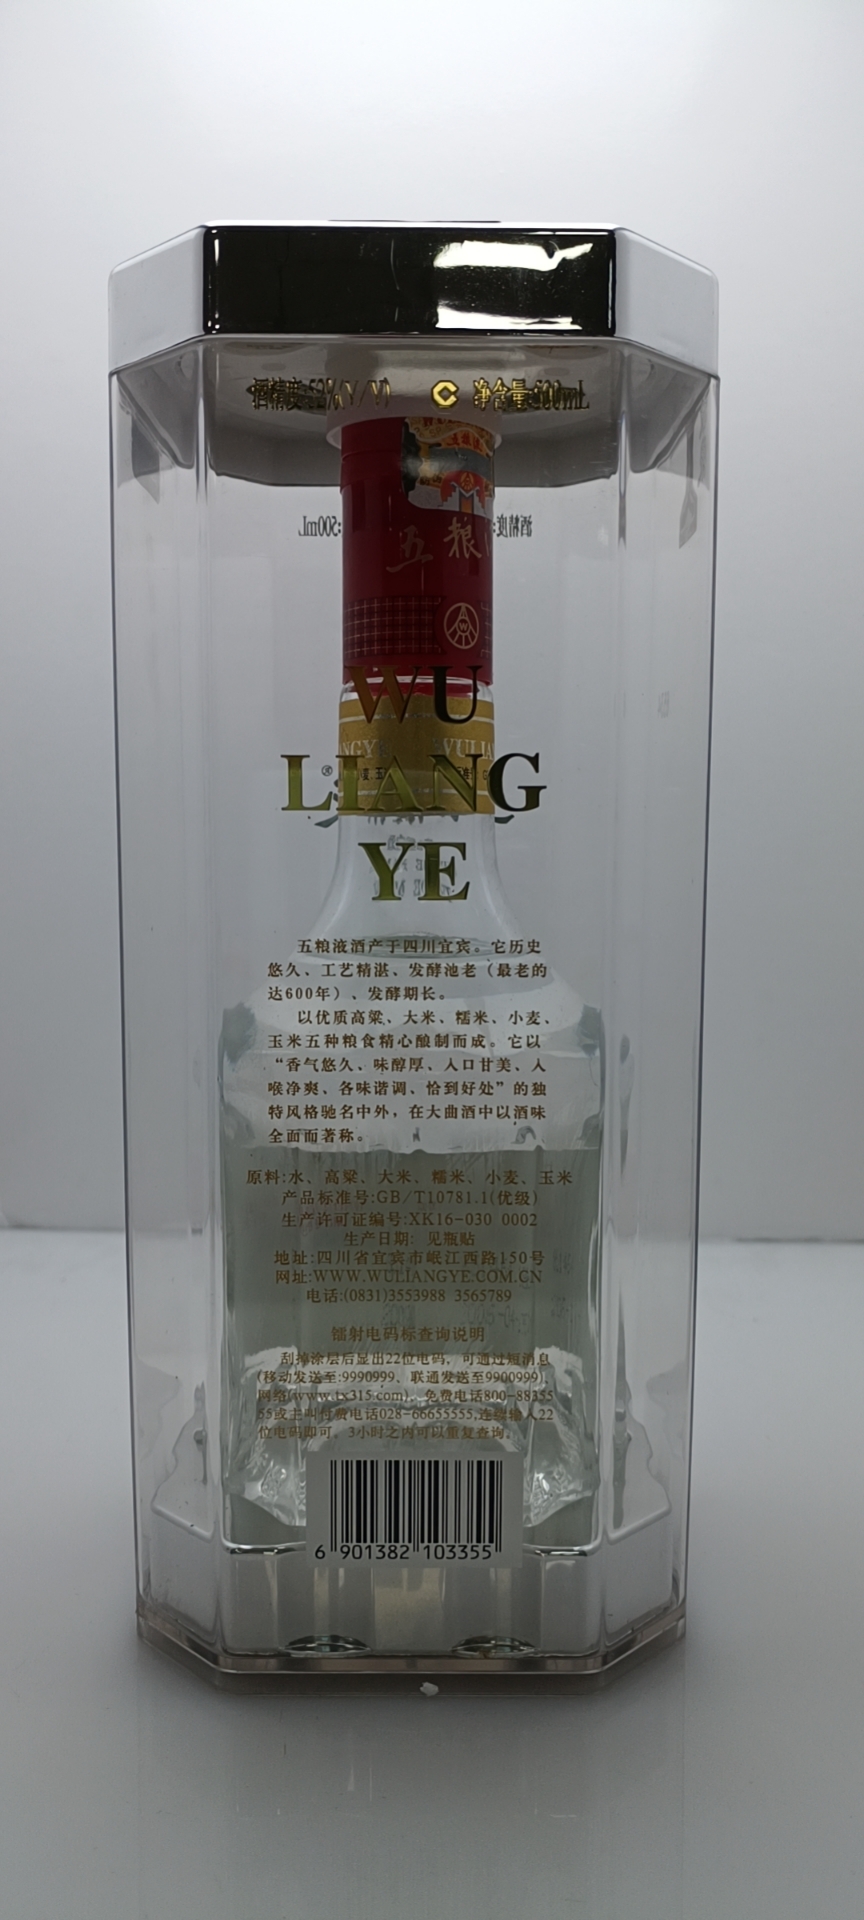 酒精度:52%(V/V) C 净含量:500mL
五粮
W
WU
LIANG
YE
®
五粮液酒产于四川宜宾。它历史
悠久、工艺精湛、发酵池老（最老的
达600年）、发酵期长。
以优质高粱、大米、糯米、小麦、
玉米五种粮食精心酿制而成。它以
“香气悠久、味醇厚、入口甘美、入
喉净爽、各味谐调、恰到好处”的独
特风格驰名中外，在大曲酒中以酒味
全面而著称。
原料:水、高粱、大米、糯米、小麦、玉米
产品标准号:GB/T10781.1(优级)
生产许可证编号:XK16-030 0002
生产日期: 见瓶贴
地址:四川省宜宾市岷江西路150号
网址:WWW.WULIANGYE.COM.CN
电话:(0831)3553988 3565789
镭射电码标查询说明
刮掉涂层后显出22位电码，可通过短消息
(移动发送至:9990999、联通发送至9900999)、
网络(www.tx315.com)、免费电话800-88355
55或主叫付费电话028-66655555,连续输入22
位电码即可。3小时之内可以重复查询。
6 901382 103355